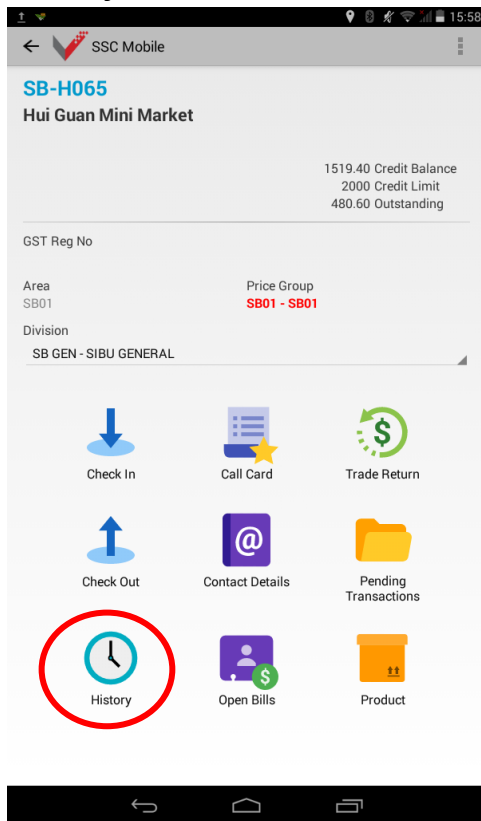 15:58
SSC Mobile
SB-H065
Hui Guan Mini Market
1519.40 Credit Balance
2000 Credit Limit
480.60 Outstanding
GST Reg No
Area
Price Group
SB01
SB01 - SB01
Division
SB GEN - SIBU GENERAL
$
Check In
Call Card
Trade Return
@
Check Out
Contact Details
Pending
Transactions
$
History
Open Bills
Product